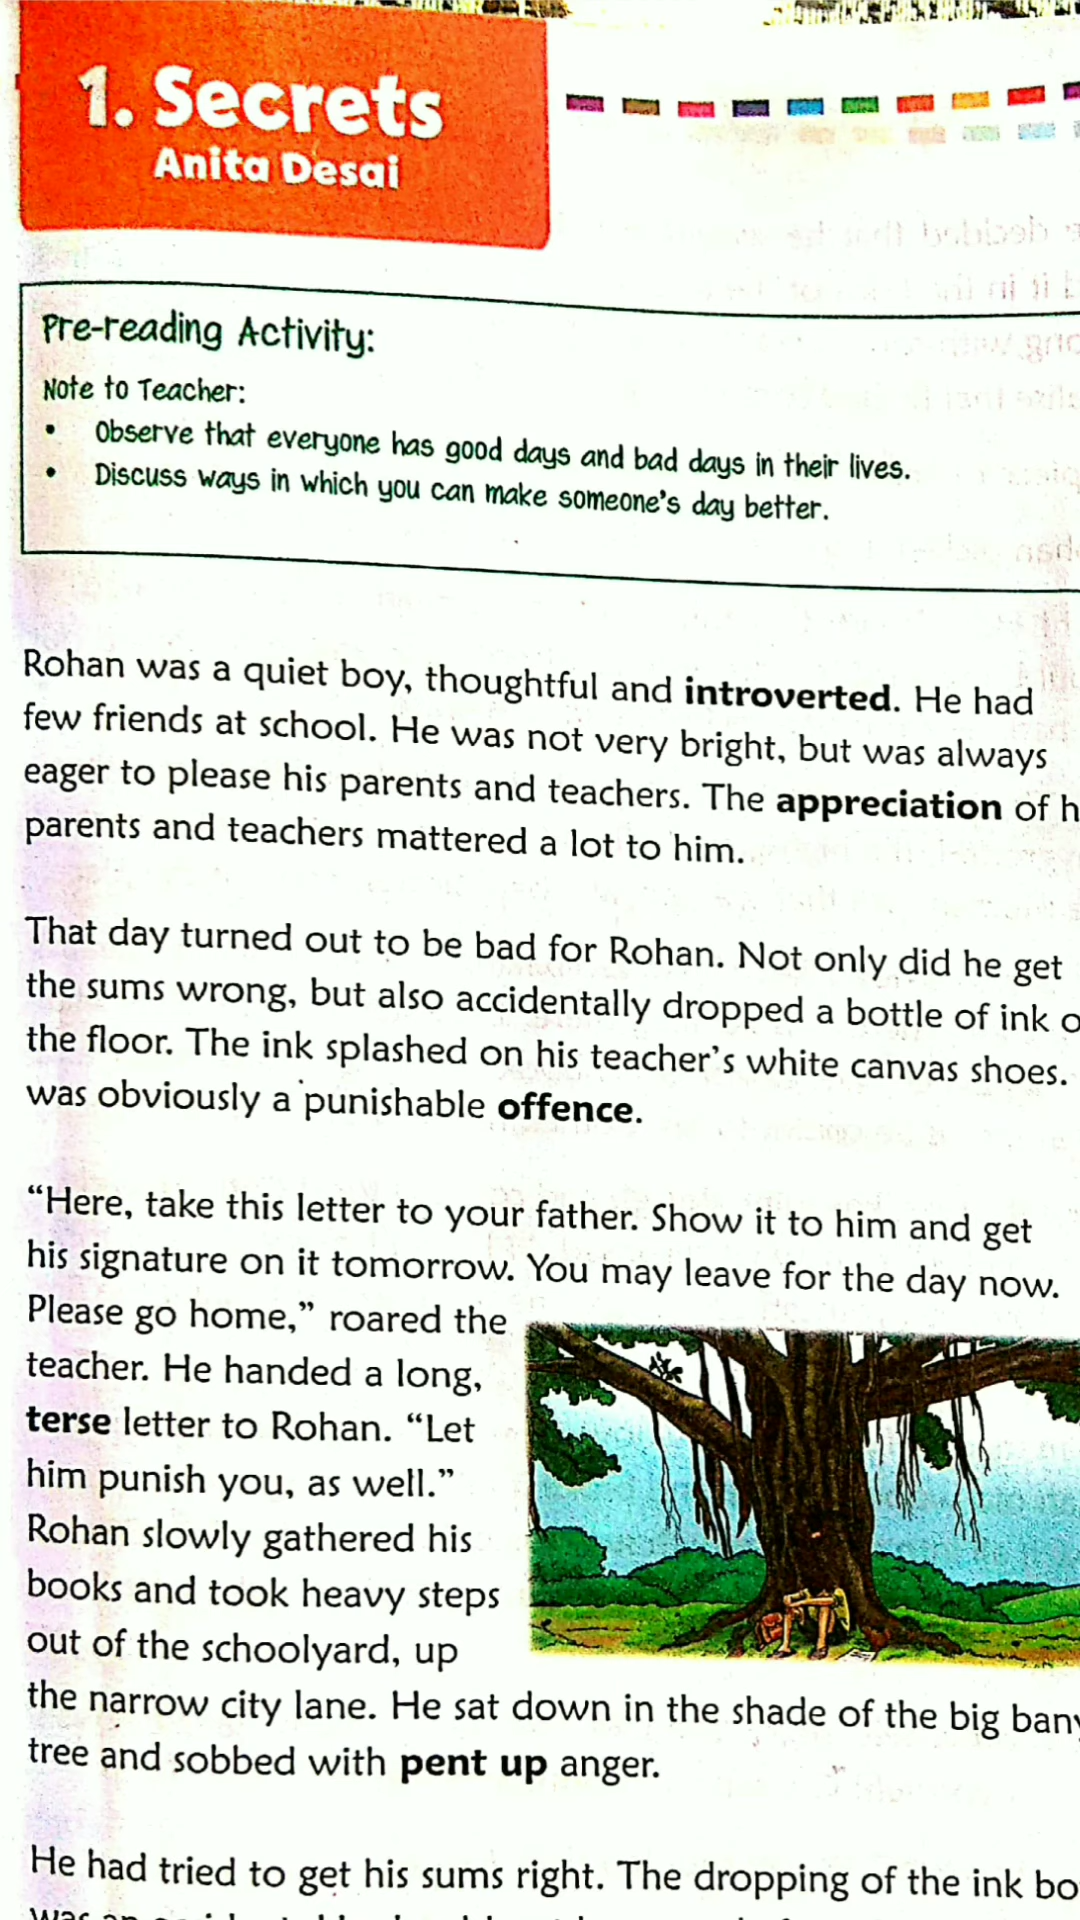 1. Secrets
Anita Desai
Pre-reading Activity:
Note to Teacher:
• Observe that everyone has good days and bad days in their lives.
• Discuss ways in which you can make someone's day better.
Rohan was a quiet boy, thoughtful and introverted. He had
few friends at school. He was not very bright, but was always
eager to please his parents and teachers. The appreciation of
parents and teachers mattered a lot to him.
That day turned out to be bad for Rohan. Not only did he get
the sums wrong, but also accidentally dropped a bottle of ink
the floor. The ink splashed on his teacher's white canvas shoes.
was obviously a punishable offence.
“Here, take this letter to your father. Show it to him and get
his signature on it tomorrow. You may leave for the day now.
Please go home,” roared the
teacher. He handed a long,
terse letter to Rohan. “Let
him punish you, as well.”
Rohan slowly gathered his
books and took heavy steps
out of the schoolyard, up
the narrow city lane. He sat down in the shade of the big
tree and sobbed with pent up anger.
He had tried to get his sums right. The dropping of the ink